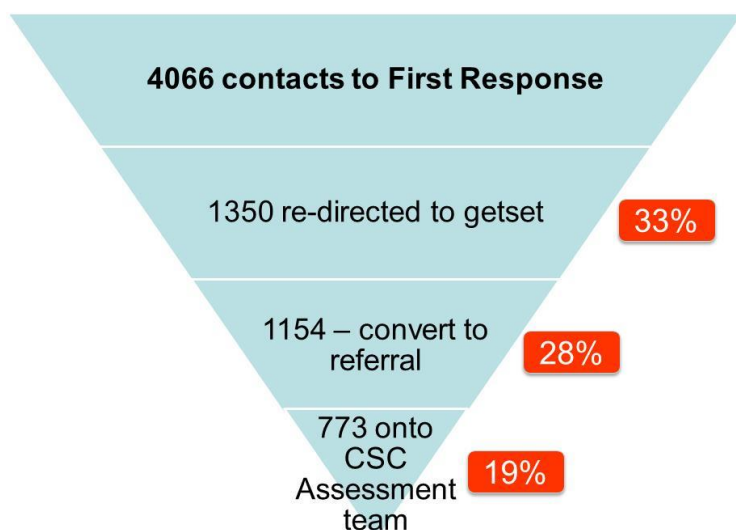 4066 contacts to First Response
1350 re-directed to getset
33%
1154 – convert to
referral
28%
773 onto
CSC
Assessment
team
19%